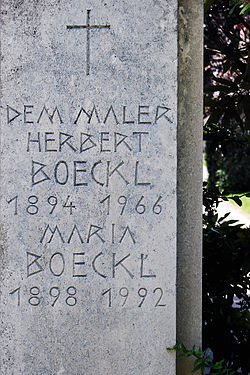 DEM MALER
HERBERT
BOECKL
1894 1966
MARIA
BOECKL
1898 1992